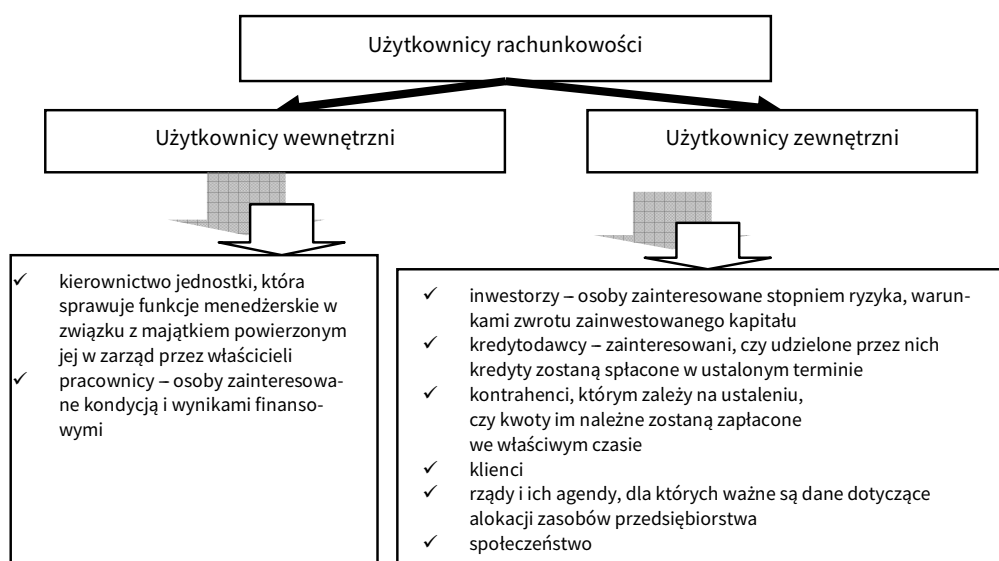 Użytkownicy rachunkowości
Użytkownicy wewnętrzni
Użytkownicy zewnętrzni
✓ kierownictwo jednostki, która
sprawuje funkcje menedżerskie w
związku z majątkiem powierzonym
jej w zarząd przez właścicieli
✓ pracownicy – osoby zainteresowa-
ne kondycją i wynikami finanso-
wymi
✓ inwestorzy – osoby zainteresowane stopniem ryzyka, warun-
kami zwrotu zainwestowanego kapitału
✓ kredytodawcy – zainteresowani, czy udzielone przez nich
kredyty zostaną spłacone w ustalonym terminie
✓ kontrahenci, którym zależy na ustaleniu,
czy kwoty im należne zostaną zapłacone
we właściwym czasie
✓ klienci
✓ rządy i ich agendy, dla których ważne są dane dotyczące
alokacji zasobów przedsiębiorstwa
✓ społeczeństwo